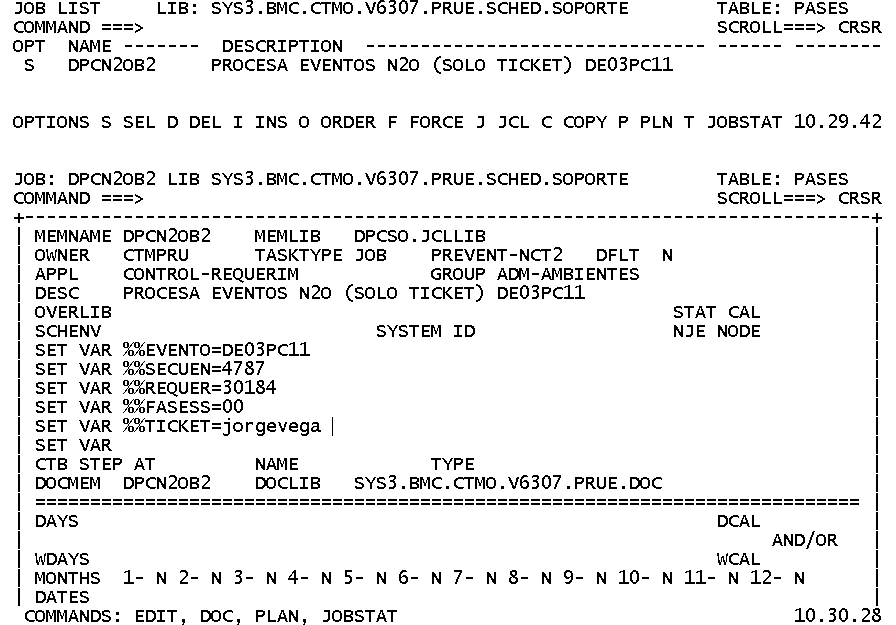 JOB LIST LIB: SYS3.BMC.CTMO.V6307.PRUE.SCHED.SOPORTE TABLE: PASES
COMMAND ===> SCROLL===> CRSR
OPT NAME ------- DESCRIPTION ------------------------------- ------ --------
S DPCN2OB2 PROCESA EVENTOS N2O (SOLO TICKET) DE03PC11
OPTIONS S SEL D DEL I INS O ORDER F FORCE J JCL C COPY P PLN T JOBSTAT 10.29.42
JOB: DPCN2OB2 LIB SYS3.BMC.CTMO.V6307.PRUE.SCHED.SOPORTE TABLE: PASES
COMMAND ===> SCROLL===> CRSR
+-----------------------------------------------------------------------------+
MEMNAME DPCN2OB2 MEMLIB DPCSO.JCLLIB
OWNER CTMPRU TASKTYPE JOB PREVENT-NCT2 DFLT N
APPL CONTROL-REQUERIM GROUP ADM-AMBIENTES
DESC PROCESA EVENTOS N2O (SOLO TICKET) DE03PC11
OVERLIB STAT CAL
SCHENV SYSTEM ID NJE NODE
SET VAR %%EVENTO=DE03PC11
SET VAR %%SECUEN=4787
SET VAR %%REQUER=30184
SET VAR %%FASESS=00
SET VAR %%TICKET=jorgevega
SET VAR
CTB STEP AT NAME TYPE
DOCMEM DPCN2OB2 DOCLIB SYS3.BMC.CTMO.V6307.PRUE.DOC
===========================================================================
DAYS DCAL
AND/OR
WDAYS WCAL
MONTHS 1- N 2- N 3- N 4- N 5- N 6- N 7- N 8- N 9- N 10- N 11- N 12- N
DATES
COMMANDS: EDIT, DOC, PLAN, JOBSTAT 10.30.28